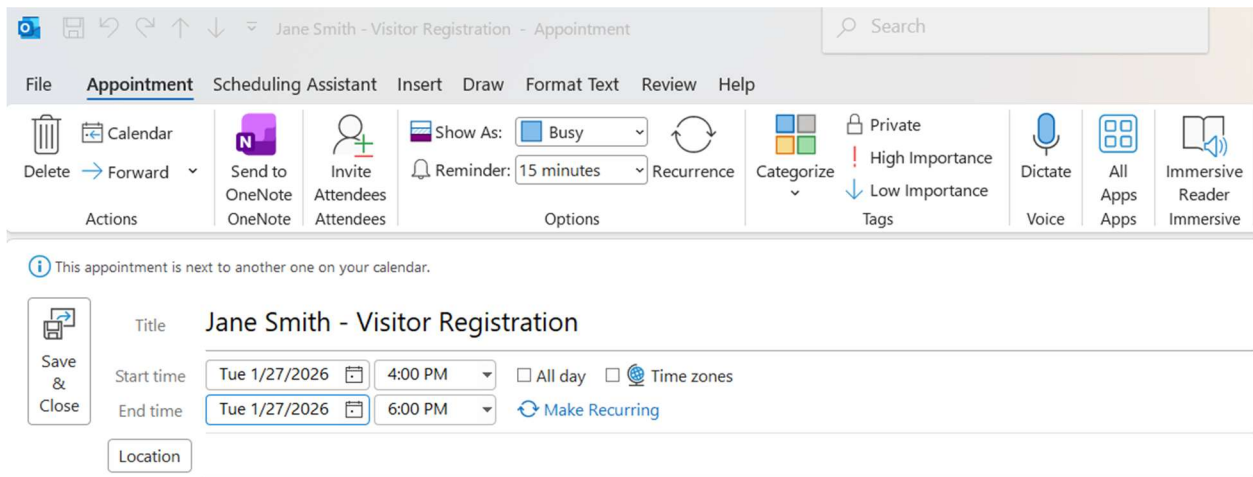 Jane Smith - Visitor Registration - Appointment
Search
File Appointment Scheduling Assistant Insert Draw Format Text Review Help
Delete
Calendar
Forward
Actions
Send to
OneNote
OneNote
Invite
Attendees
Attendees
Show As: Busy
Reminder: 15 minutes
Recurrence
Options
Categorize
Private
High Importance
Low Importance
Tags
Dictate
Voice
All
Apps
Apps
Immersive
Reader
Immersive
This appointment is next to another one on your calendar.
Save
&
Close
Title Jane Smith - Visitor Registration
Start time Tue 1/27/2026 4:00 PM All day Time zones
End time Tue 1/27/2026 6:00 PM Make Recurring
Location